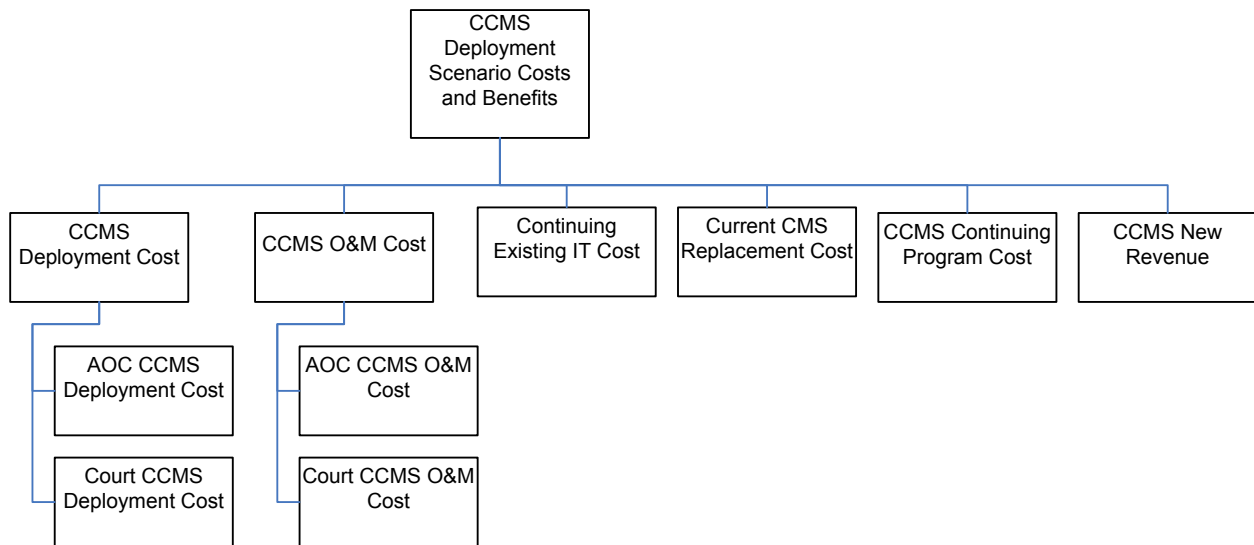 CCMS
Deployment
Scenario Costs
and Benefits
CCMS
Deployment Cost
CCMS O&M Cost
Continuing
Existing IT Cost
Current CMS
Replacement Cost
CCMS Continuing
Program Cost
CCMS New
Revenue
AOC CCMS
Deployment Cost
AOC CCMS O&M
Cost
Court CCMS
Deployment Cost
Court CCMS O&M
Cost